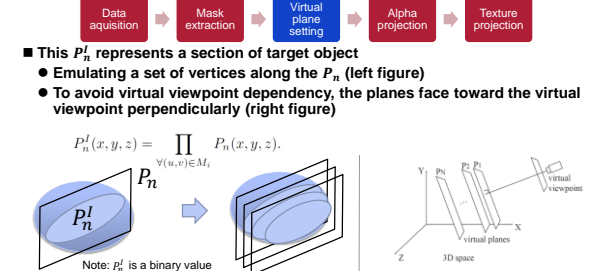 Data aquisition
Mask extraction
Virtual plane setting
Alpha projection
Texture projection
■ This $P_n^I$ represents a section of target object
● Emulating a set of vertices along the $P_n$ (left figure)
● To avoid virtual viewpoint dependency, the planes face toward the virtual
viewpoint perpendicularly (right figure)
$P_n^I(x, y, z) = \prod_{\forall (u,v) \in M_i} P_n(x, y, z).$
$P_n$
$P_n^I$
Note: $P_n^I$ is a binary value
Y
P_N
P_2
P_1
...
virtual
viewpoint
X
virtual planes
Z
3D space